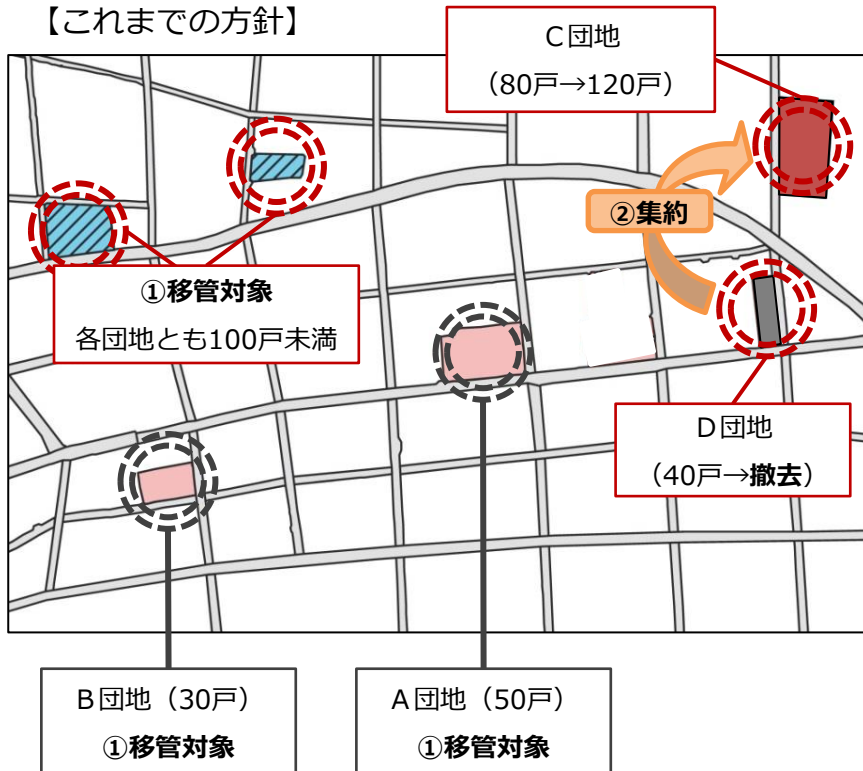 【これまでの方針】
C団地
（80戸→120戸）
②集約
①移管対象
各団地とも100戸未満
D団地
（40戸→撤去）
B団地（30戸）
①移管対象
A団地（50戸）
①移管対象